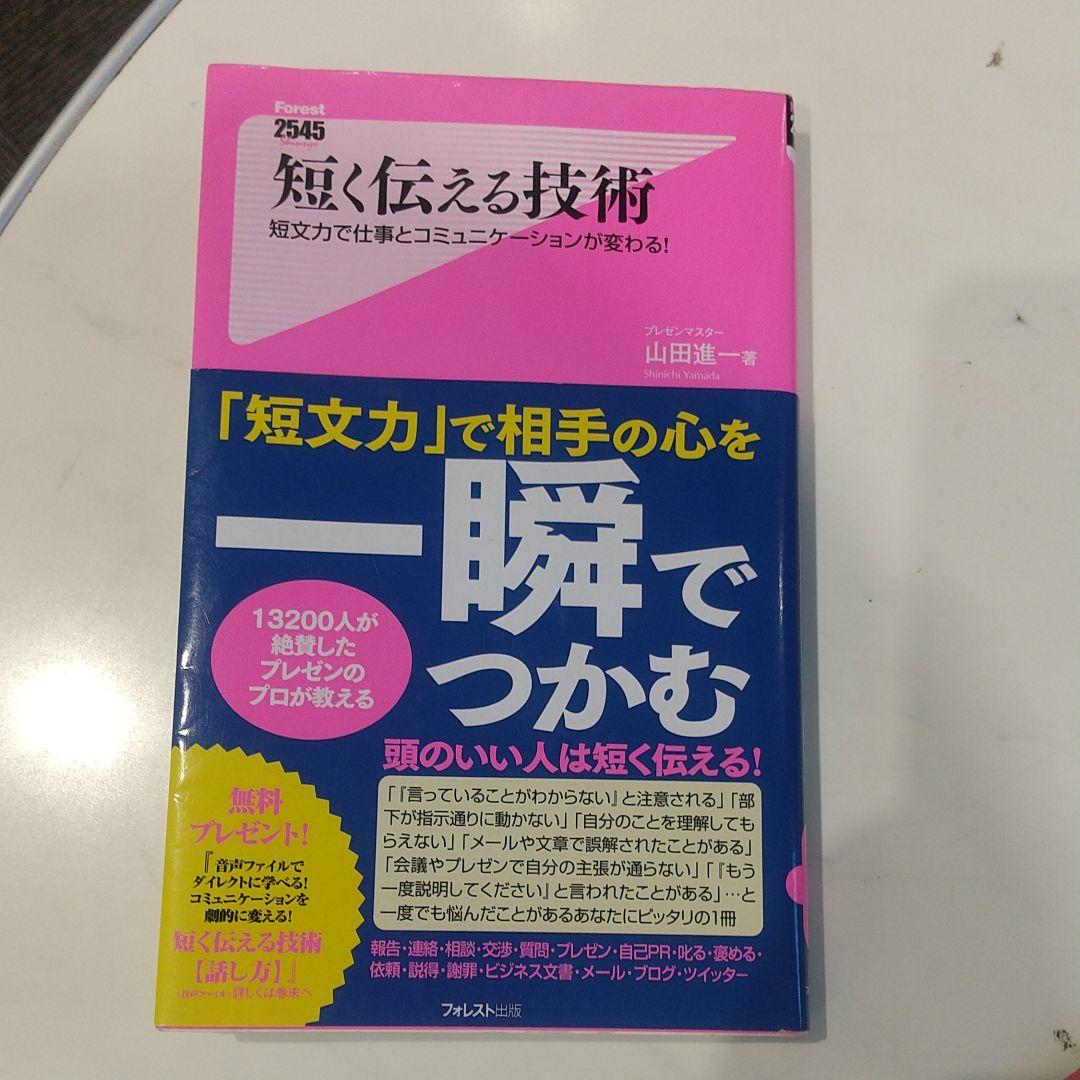 Forest
2545
Shinsyo
短く伝える技術
短文力で仕事とコミュニケーションが変わる!
プレゼンマスター
山田進一 著
Shinichi Yamada
「短文力」で相手の心を
一瞬で
つかむ
13200人が
絶賛した
プレゼンの
プロが教える
頭のいい人は短く伝える!
「『言っていることがわからない』と注意される」「部
下が指示通りに動かない」「自分のことを理解しても
らえない」「メールや文章で誤解されたことがある」
「会議やプレゼンで自分の主張が通らない」「『もう
一度説明してください』と言われたことがある」…と
一度でも悩んだことがあるあなたにピッタリの1冊
報告・連絡・相談・交渉・質問・プレゼン・自己PR・叱る・褒める・
依頼・説得・謝罪・ビジネス文書・メール・ブログ・ツイッター
無料
プレゼント!
『音声ファイルで
ダイレクトに学べる!
コミュニケーションを
劇的に変える!
短く伝える技術
【話し方】』
(音声ファイル)詳しくは巻末へ
フォレスト出版